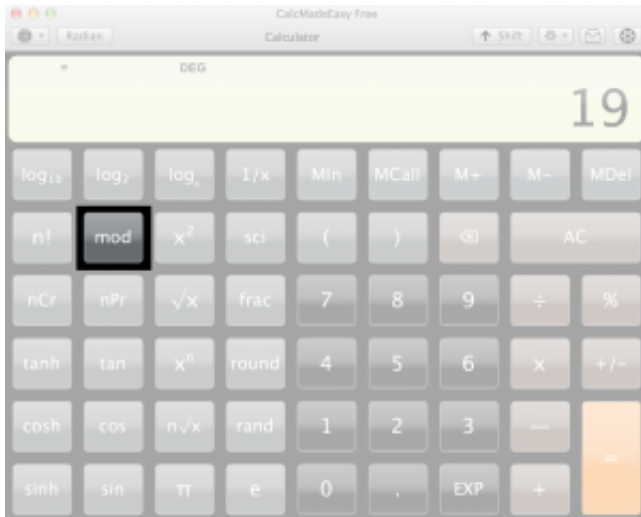 CalcMadeEasy Free
Radian Calculator Shift
= DEG
19
log₁₀ log₂ logₑ 1/x MIn MCall M+ M− MDel
n! mod x² sci ( ) AC
nCr nPr √x frac 7 8 9 ÷ %
tanh tan xⁿ round 4 5 6 x +/−
cosh cos n√x rand 1 2 3 —
sinh sin π e 0 . EXP + =